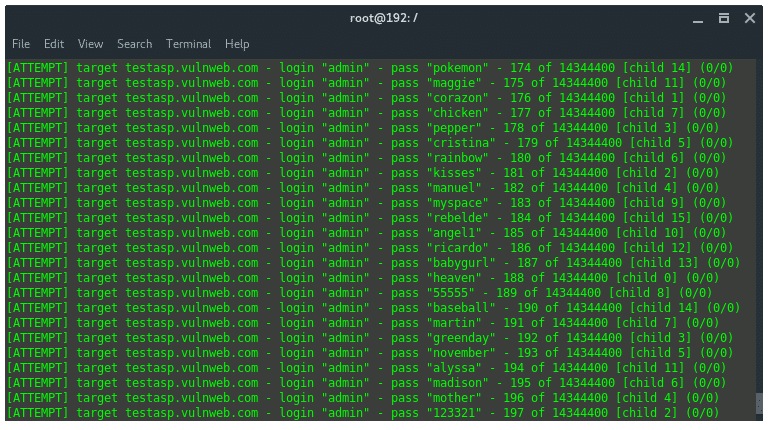 root@192: /
File Edit View Search Terminal Help
[ATTEMPT] target testasp.vulnweb.com - login "admin" - pass "pokemon" - 174 of 14344400 [child 14] (0/0)
[ATTEMPT] target testasp.vulnweb.com - login "admin" - pass "maggie" - 175 of 14344400 [child 11] (0/0)
[ATTEMPT] target testasp.vulnweb.com - login "admin" - pass "corazon" - 176 of 14344400 [child 1] (0/0)
[ATTEMPT] target testasp.vulnweb.com - login "admin" - pass "chicken" - 177 of 14344400 [child 7] (0/0)
[ATTEMPT] target testasp.vulnweb.com - login "admin" - pass "pepper" - 178 of 14344400 [child 3] (0/0)
[ATTEMPT] target testasp.vulnweb.com - login "admin" - pass "cristina" - 179 of 14344400 [child 5] (0/0)
[ATTEMPT] target testasp.vulnweb.com - login "admin" - pass "rainbow" - 180 of 14344400 [child 6] (0/0)
[ATTEMPT] target testasp.vulnweb.com - login "admin" - pass "kisses" - 181 of 14344400 [child 2] (0/0)
[ATTEMPT] target testasp.vulnweb.com - login "admin" - pass "manuel" - 182 of 14344400 [child 4] (0/0)
[ATTEMPT] target testasp.vulnweb.com - login "admin" - pass "myspace" - 183 of 14344400 [child 9] (0/0)
[ATTEMPT] target testasp.vulnweb.com - login "admin" - pass "rebelde" - 184 of 14344400 [child 15] (0/0)
[ATTEMPT] target testasp.vulnweb.com - login "admin" - pass "angel1" - 185 of 14344400 [child 10] (0/0)
[ATTEMPT] target testasp.vulnweb.com - login "admin" - pass "ricardo" - 186 of 14344400 [child 12] (0/0)
[ATTEMPT] target testasp.vulnweb.com - login "admin" - pass "babygurl" - 187 of 14344400 [child 13] (0/0)
[ATTEMPT] target testasp.vulnweb.com - login "admin" - pass "heaven" - 188 of 14344400 [child 0] (0/0)
[ATTEMPT] target testasp.vulnweb.com - login "admin" - pass "55555" - 189 of 14344400 [child 8] (0/0)
[ATTEMPT] target testasp.vulnweb.com - login "admin" - pass "baseball" - 190 of 14344400 [child 14] (0/0)
[ATTEMPT] target testasp.vulnweb.com - login "admin" - pass "martin" - 191 of 14344400 [child 7] (0/0)
[ATTEMPT] target testasp.vulnweb.com - login "admin" - pass "greenday" - 192 of 14344400 [child 3] (0/0)
[ATTEMPT] target testasp.vulnweb.com - login "admin" - pass "november" - 193 of 14344400 [child 5] (0/0)
[ATTEMPT] target testasp.vulnweb.com - login "admin" - pass "alyssa" - 194 of 14344400 [child 11] (0/0)
[ATTEMPT] target testasp.vulnweb.com - login "admin" - pass "madison" - 195 of 14344400 [child 6] (0/0)
[ATTEMPT] target testasp.vulnweb.com - login "admin" - pass "mother" - 196 of 14344400 [child 4] (0/0)
[ATTEMPT] target testasp.vulnweb.com - login "admin" - pass "123321" - 197 of 14344400 [child 2] (0/0)